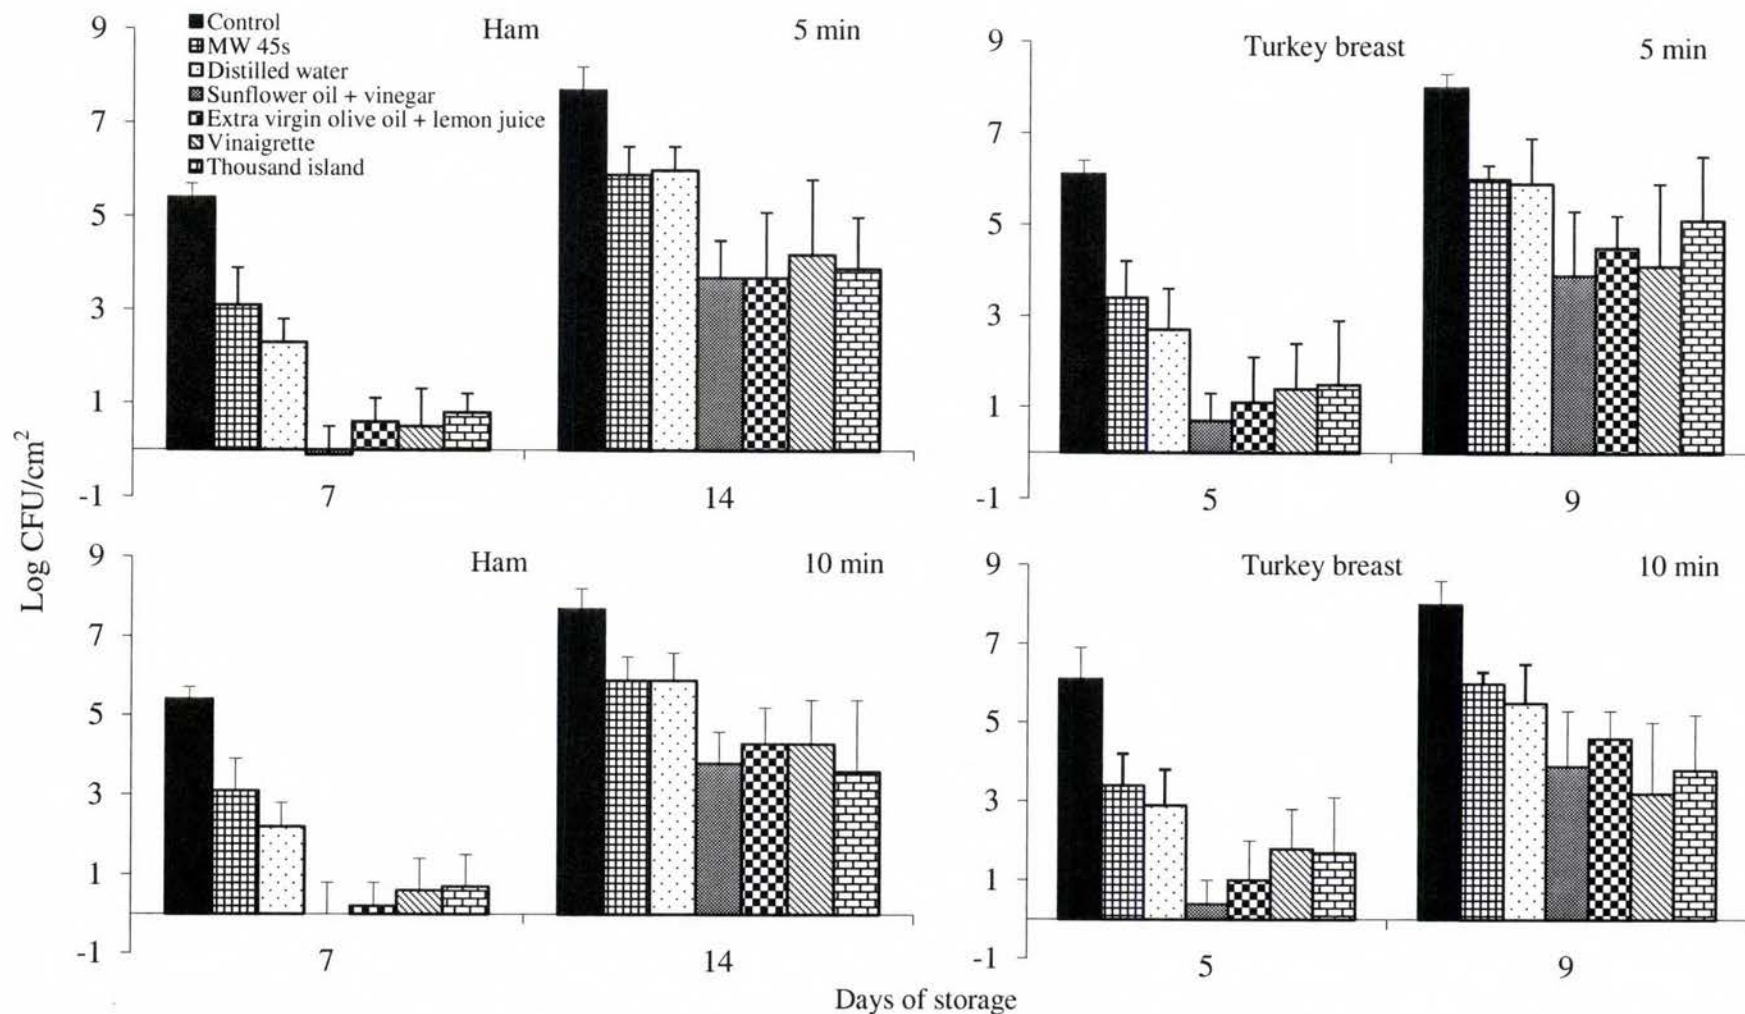 Log CFU/cm²
Ham
5 min
Control
MW 45s
Distilled water
Sunflower oil + vinegar
Extra virgin olive oil + lemon juice
Vinaigrette
Thousand island
9
7
5
3
1
-1
7
14
Turkey breast
5 min
9
7
5
3
1
-1
5
9
Ham
10 min
9
7
5
3
1
-1
7
14
Turkey breast
10 min
9
7
5
3
1
-1
5
9
Days of storage